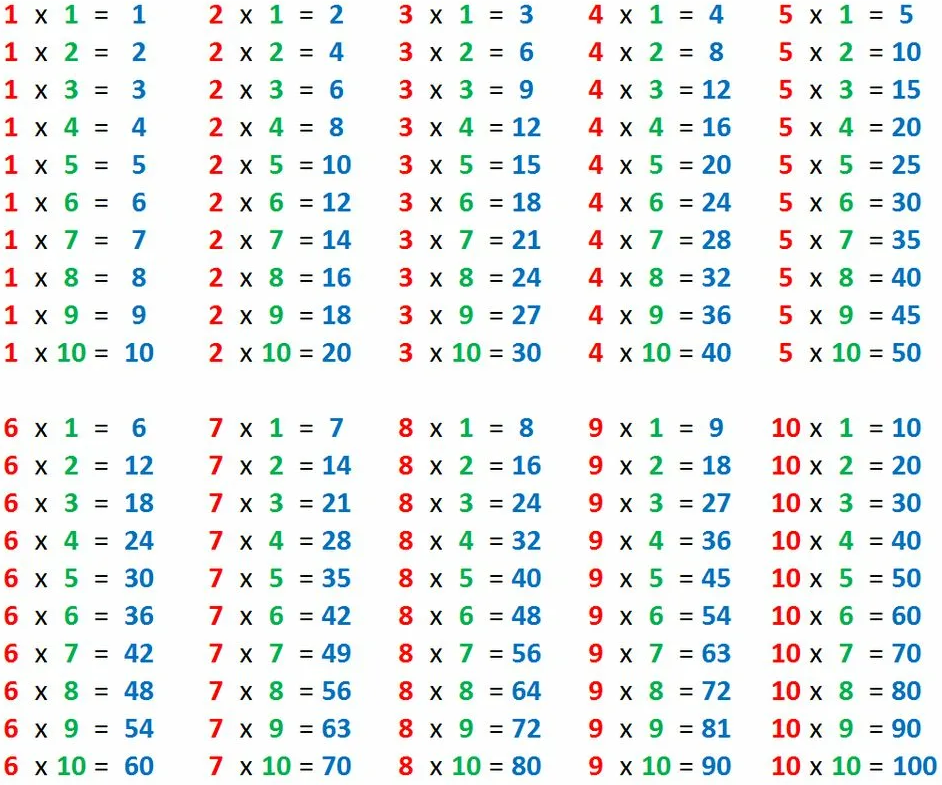 1 x 1 = 1 2 x 1 = 2 3 x 1 = 3 4 x 1 = 4 5 x 1 = 5
1 x 2 = 2 2 x 2 = 4 3 x 2 = 6 4 x 2 = 8 5 x 2 = 10
1 x 3 = 3 2 x 3 = 6 3 x 3 = 9 4 x 3 = 12 5 x 3 = 15
1 x 4 = 4 2 x 4 = 8 3 x 4 = 12 4 x 4 = 16 5 x 4 = 20
1 x 5 = 5 2 x 5 = 10 3 x 5 = 15 4 x 5 = 20 5 x 5 = 25
1 x 6 = 6 2 x 6 = 12 3 x 6 = 18 4 x 6 = 24 5 x 6 = 30
1 x 7 = 7 2 x 7 = 14 3 x 7 = 21 4 x 7 = 28 5 x 7 = 35
1 x 8 = 8 2 x 8 = 16 3 x 8 = 24 4 x 8 = 32 5 x 8 = 40
1 x 9 = 9 2 x 9 = 18 3 x 9 = 27 4 x 9 = 36 5 x 9 = 45
1 x 10 = 10 2 x 10 = 20 3 x 10 = 30 4 x 10 = 40 5 x 10 = 50
6 x 1 = 6 7 x 1 = 7 8 x 1 = 8 9 x 1 = 9 10 x 1 = 10
6 x 2 = 12 7 x 2 = 14 8 x 2 = 16 9 x 2 = 18 10 x 2 = 20
6 x 3 = 18 7 x 3 = 21 8 x 3 = 24 9 x 3 = 27 10 x 3 = 30
6 x 4 = 24 7 x 4 = 28 8 x 4 = 32 9 x 4 = 36 10 x 4 = 40
6 x 5 = 30 7 x 5 = 35 8 x 5 = 40 9 x 5 = 45 10 x 5 = 50
6 x 6 = 36 7 x 6 = 42 8 x 6 = 48 9 x 6 = 54 10 x 6 = 60
6 x 7 = 42 7 x 7 = 49 8 x 7 = 56 9 x 7 = 63 10 x 7 = 70
6 x 8 = 48 7 x 8 = 56 8 x 8 = 64 9 x 8 = 72 10 x 8 = 80
6 x 9 = 54 7 x 9 = 63 8 x 9 = 72 9 x 9 = 81 10 x 9 = 90
6 x 10 = 60 7 x 10 = 70 8 x 10 = 80 9 x 10 = 90 10 x 10 = 100